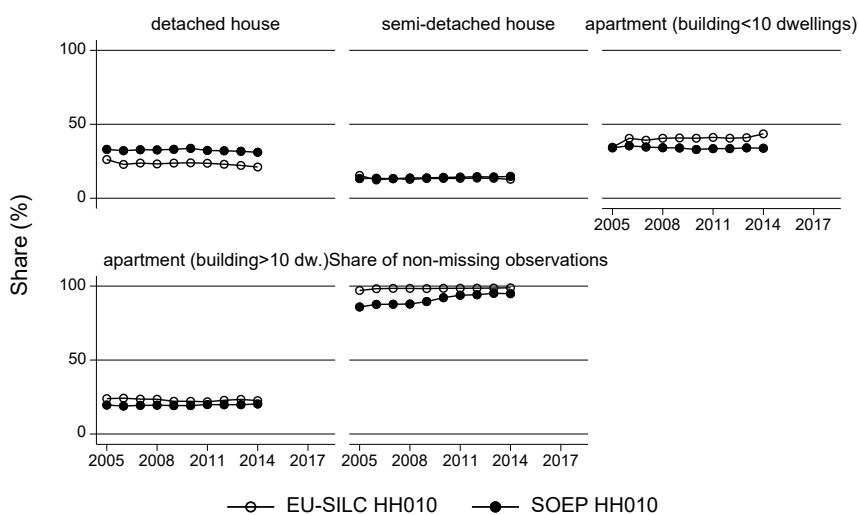 detached house
semi-detached house
apartment (building<10 dwellings)
100
50
0
2005 2008 2011 2014 2017
Share (%)
apartment (building>10 dw.)
Share of non-missing observations
100
50
0
2005 2008 2011 2014 2017
2005 2008 2011 2014 2017
EU-SILC HH010
SOEP HH010